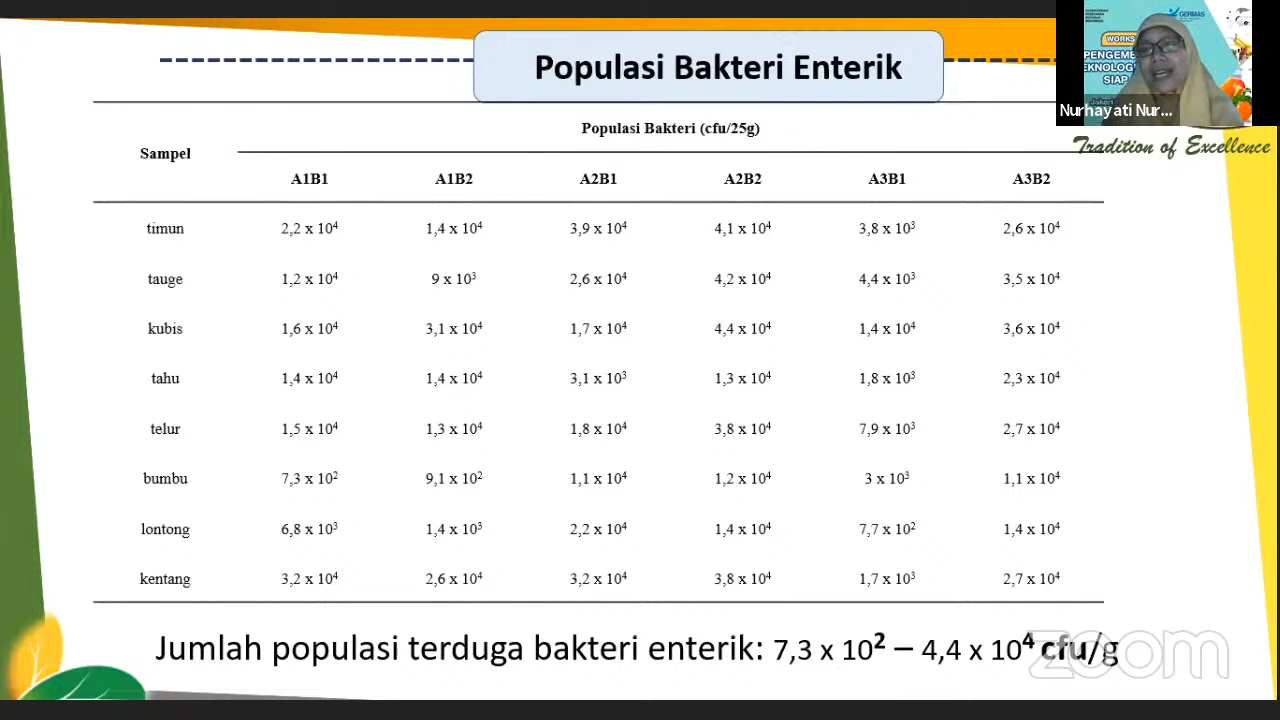 Populasi Bakteri Enterik
KEMENTERIAN
KESEHATAN
REPUBLIK
INDONESIA
GERMAS
WORKS
PENGEME
TEKNOLOG
SIAP
Nurhayati Nur...
Tradition of Excellence
Sampel
Populasi Bakteri (cfu/25g)
A1B1 A1B2 A2B1 A2B2 A3B1 A3B2
timun 2,2 x 10⁴ 1,4 x 10⁴ 3,9 x 10⁴ 4,1 x 10⁴ 3,8 x 10³ 2,6 x 10⁴
tauge 1,2 x 10⁴ 9 x 10³ 2,6 x 10⁴ 4,2 x 10⁴ 4,4 x 10³ 3,5 x 10⁴
kubis 1,6 x 10⁴ 3,1 x 10⁴ 1,7 x 10⁴ 4,4 x 10⁴ 1,4 x 10⁴ 3,6 x 10⁴
tahu 1,4 x 10⁴ 1,4 x 10⁴ 3,1 x 10³ 1,3 x 10⁴ 1,8 x 10³ 2,3 x 10⁴
telur 1,5 x 10⁴ 1,3 x 10⁴ 1,8 x 10⁴ 3,8 x 10⁴ 7,9 x 10³ 2,7 x 10⁴
bumbu 7,3 x 10² 9,1 x 10² 1,1 x 10⁴ 1,2 x 10⁴ 3 x 10³ 1,1 x 10⁴
lontong 6,8 x 10³ 1,4 x 10³ 2,2 x 10⁴ 1,4 x 10⁴ 7,7 x 10² 1,4 x 10⁴
kentang 3,2 x 10⁴ 2,6 x 10⁴ 3,2 x 10⁴ 3,8 x 10⁴ 1,7 x 10³ 2,7 x 10⁴
Jumlah populasi terduga bakteri enterik: 7,3 x 10² – 4,4 x 10⁴ cfu/g
zoom